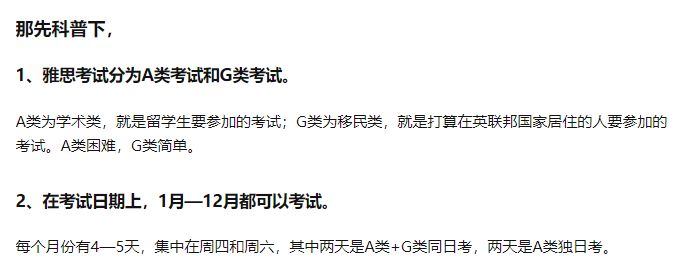 那先科普下，
1、雅思考试分为A类考试和G类考试。
A类为学术类，就是留学生要参加的考试；G类为移民类，就是打算在英联邦国家居住的人要参加的
考试。A类困难，G类简单。
2、在考试日期上，1月—12月都可以考试。
每个月份有4—5天，集中在周四和周六，其中两天是A类+G类同日考，两天是A类独日考。